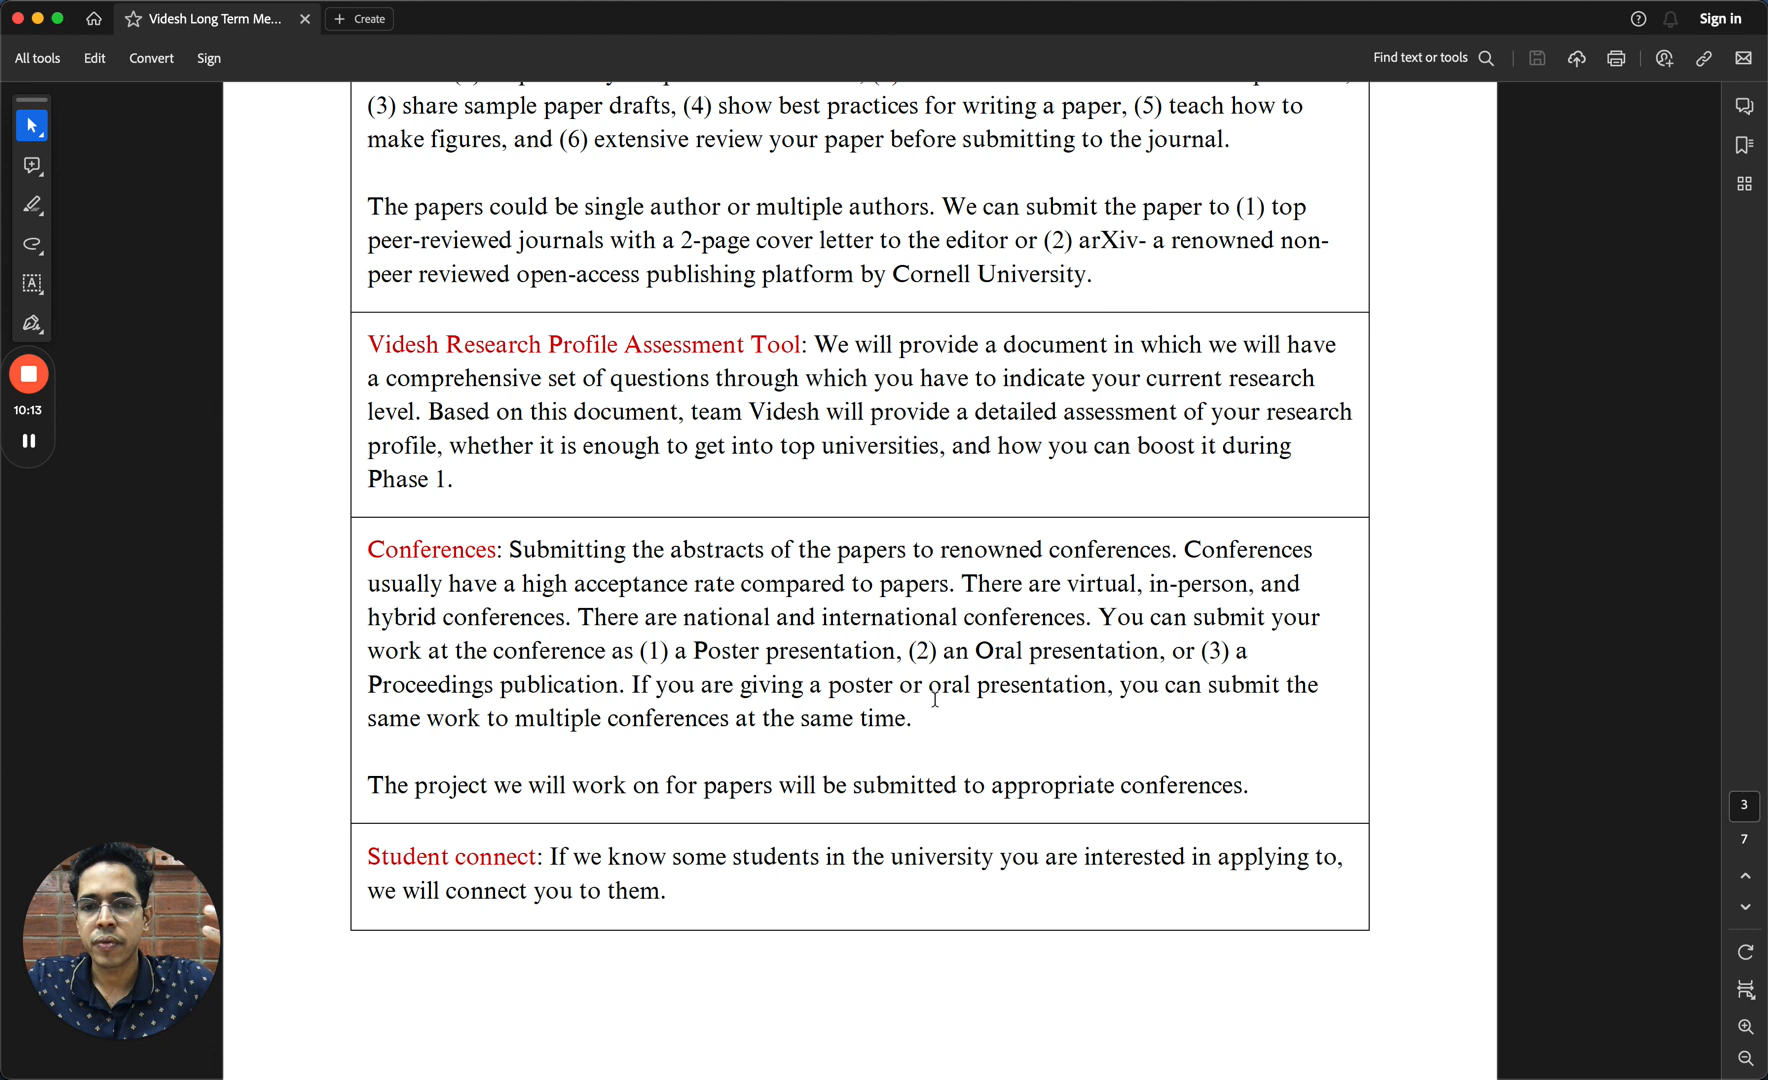 Videsh Long Term Me...
Create
Sign in
All tools
Edit
Convert
Sign
Find text or tools
(3) share sample paper drafts, (4) show best practices for writing a paper, (5) teach how to
make figures, and (6) extensive review your paper before submitting to the journal.
The papers could be single author or multiple authors. We can submit the paper to (1) top
peer-reviewed journals with a 2-page cover letter to the editor or (2) arXiv- a renowned non-
peer reviewed open-access publishing platform by Cornell University.
Videsh Research Profile Assessment Tool: We will provide a document in which we will have
a comprehensive set of questions through which you have to indicate your current research
level. Based on this document, team Videsh will provide a detailed assessment of your research
profile, whether it is enough to get into top universities, and how you can boost it during
Phase 1.
Conferences: Submitting the abstracts of the papers to renowned conferences. Conferences
usually have a high acceptance rate compared to papers. There are virtual, in-person, and
hybrid conferences. There are national and international conferences. You can submit your
work at the conference as (1) a Poster presentation, (2) an Oral presentation, or (3) a
Proceedings publication. If you are giving a poster or oral presentation, you can submit the
same work to multiple conferences at the same time.
The project we will work on for papers will be submitted to appropriate conferences.
Student connect: If we know some students in the university you are interested in applying to,
we will connect you to them.
10:13
3
7